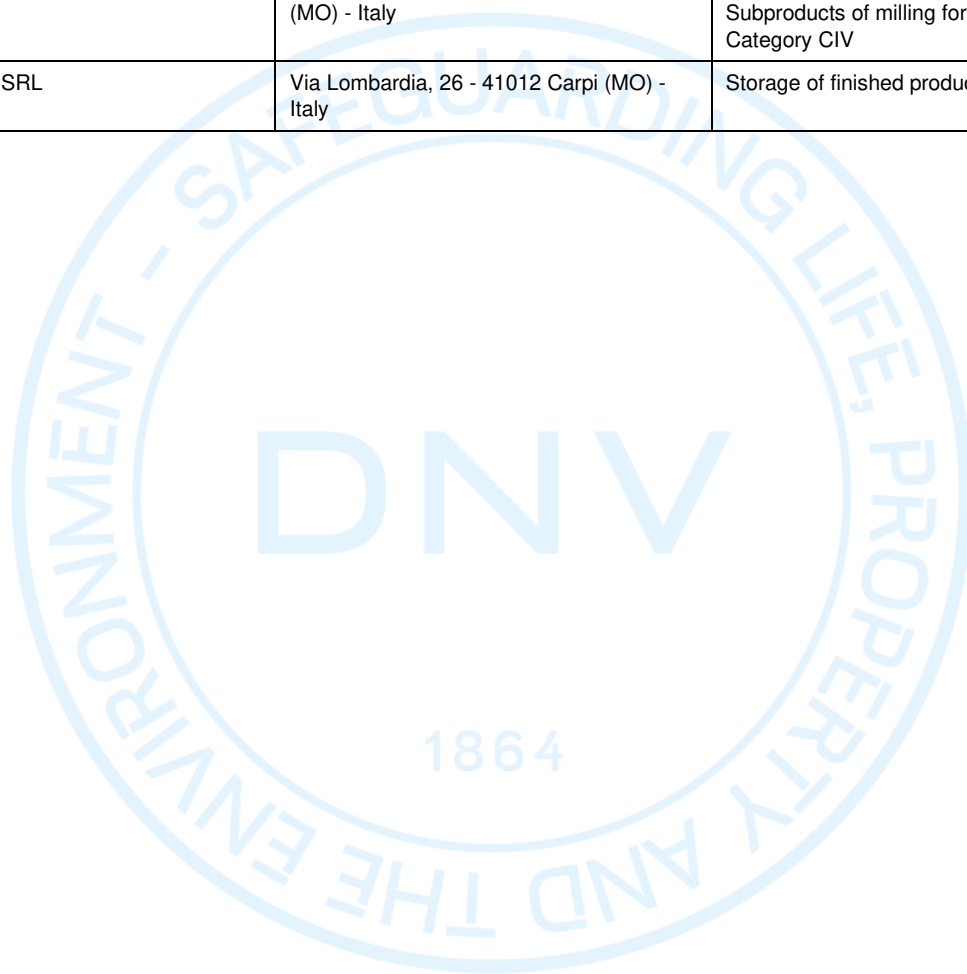 (MO) - Italy
Subproducts of milling for
Category CIV
SRL
Via Lombardia, 26 - 41012 Carpi (MO) -
Italy
Storage of finished
SAFEGUARDING LIFE, PROPERTY AND THE ENVIRONMENT -
DNV
1864